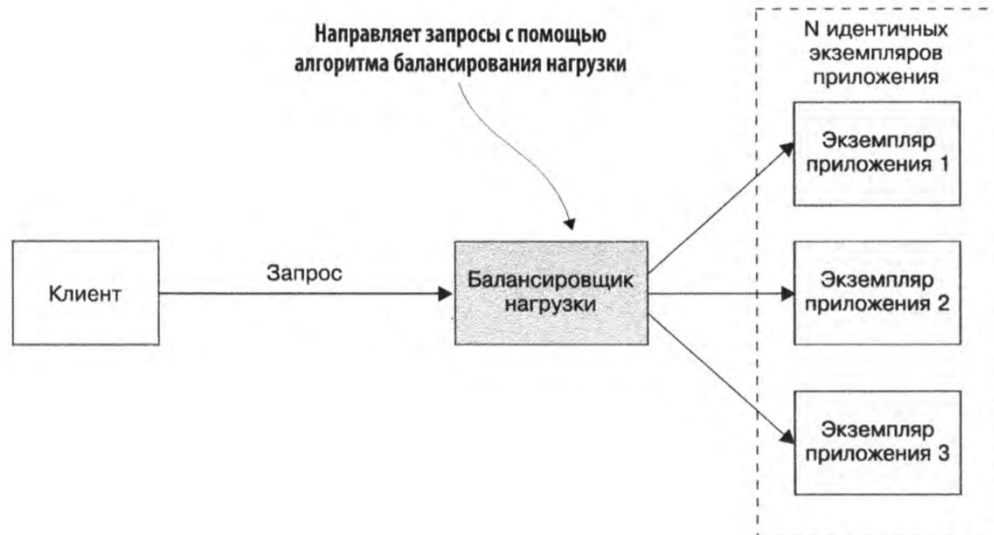 Направляет запросы с помощью
алгоритма балансирования нагрузки
N идентичных
экземпляров
приложения
Экземпляр
приложения 1
Клиент
Запрос
Балансировщик
нагрузки
Экземпляр
приложения 2
Экземпляр
приложения 3